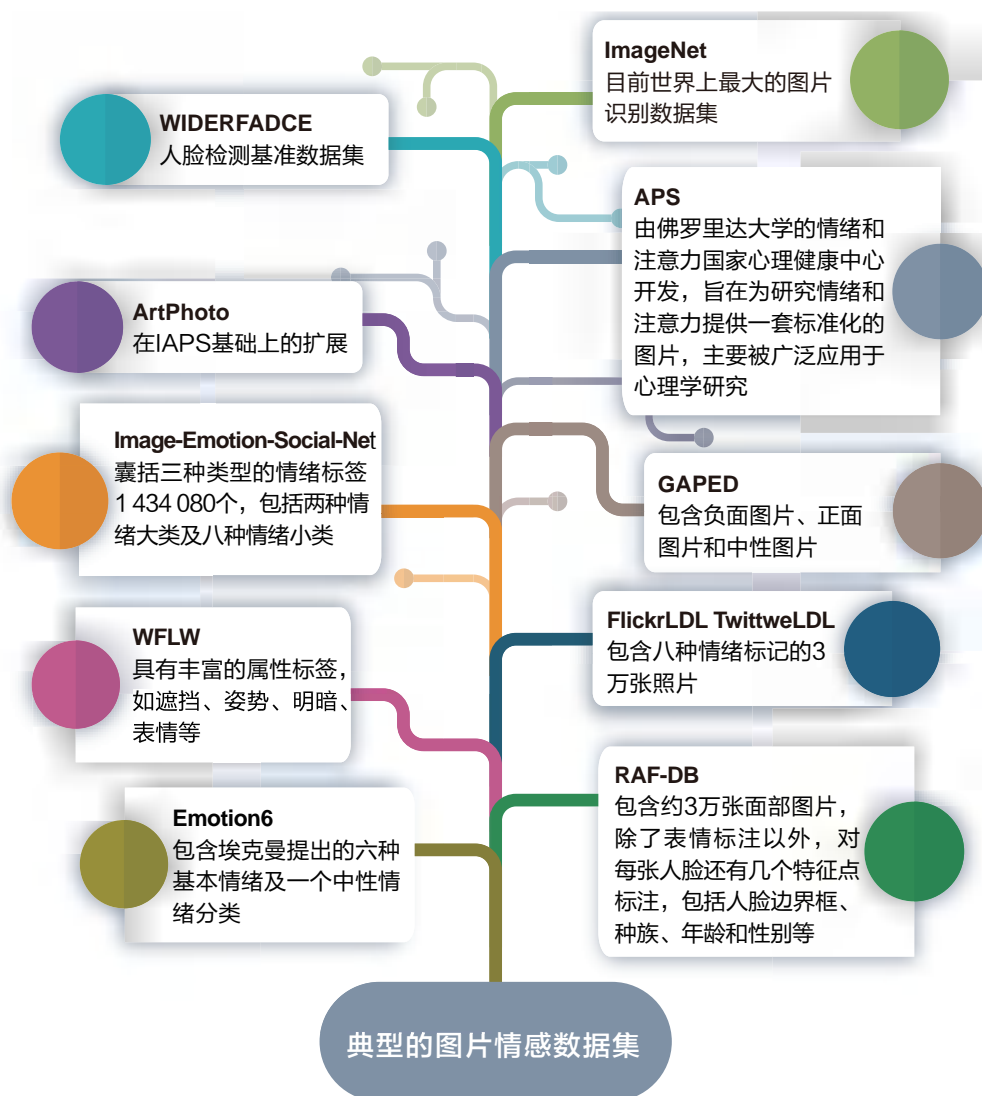 ImageNet
目前世界上最大的图片
识别数据集
WIDERFADCE
人脸检测基准数据集
APS
由佛罗里达大学的情绪和
注意力国家心理健康中心
开发，旨在为研究情绪和
注意力提供一套标准化的
图片，主要被广泛应用于
心理学研究
ArtPhoto
在IAPS基础上的扩展
Image-Emotion-Social-Net
囊括三种类型的情绪标签
1 434 080个，包括两种情
绪大类及八种情绪小类
GAPED
包含负面图片、正面
图片和中性图片
FlickrLDL TwittweLDL
包含八种情绪标记的3
万张照片
WFLW
具有丰富的属性标签，
如遮挡、姿势、明暗、
表情等
RAF-DB
包含约3万张面部图片，
除了表情标注以外，对
每张人脸还有几个特征点
标注，包括人脸边界框、
种族、年龄和性别等
Emotion6
包含埃克曼提出的六种
基本情绪及一个中性情
绪分类
典型的图片情感数据集